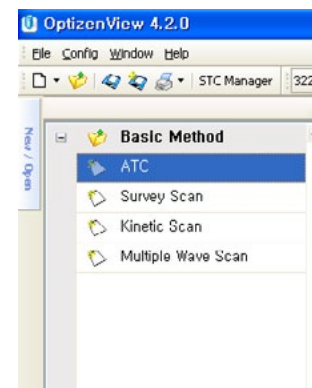 OptizenView 4.2.0
File Config Window Help
STC Manager 322
New / Open
Basic Method
ATC
Survey Scan
Kinetic Scan
Multiple Wave Scan